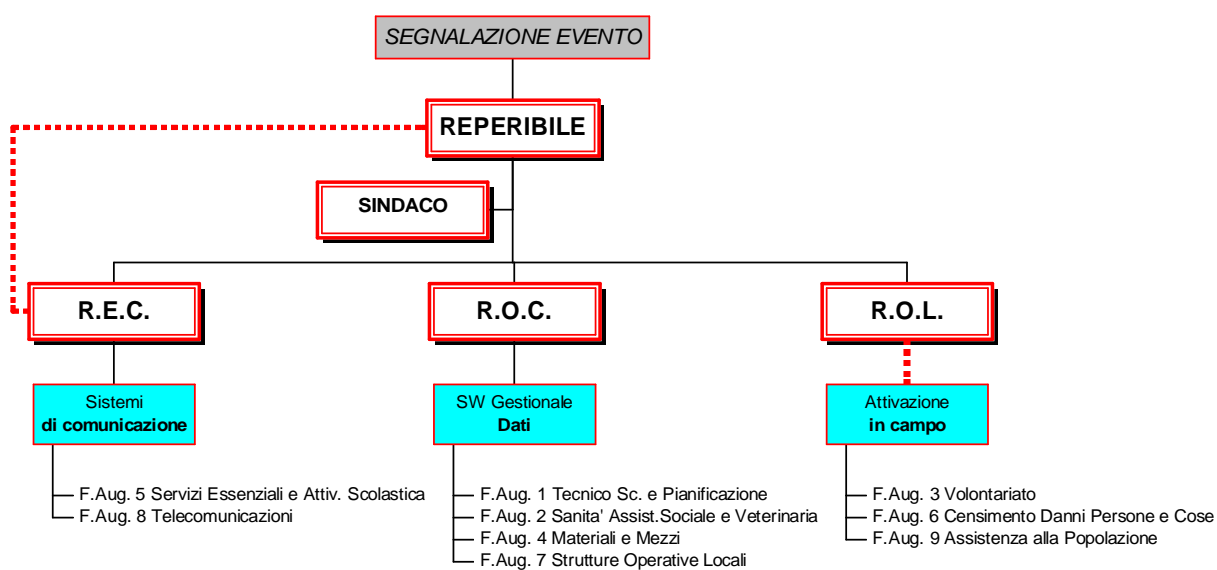 SEGNALAZIONE EVENTO
REPERIBILE
SINDACO
R.E.C.
R.O.C.
R.O.L.
Sistemi
di comunicazione
SW Gestionale
Dati
Attivazione
in campo
F.Aug. 5 Servizi Essenziali e Attiv. Scolastica
F.Aug. 8 Telecomunicazioni
F.Aug. 1 Tecnico Sc. e Pianificazione
F.Aug. 2 Sanita' Assist.Sociale e Veterinaria
F.Aug. 4 Materiali e Mezzi
F.Aug. 7 Strutture Operative Locali
F.Aug. 3 Volontariato
F.Aug. 6 Censimento Danni Persone e Cose
F.Aug. 9 Assistenza alla Popolazione